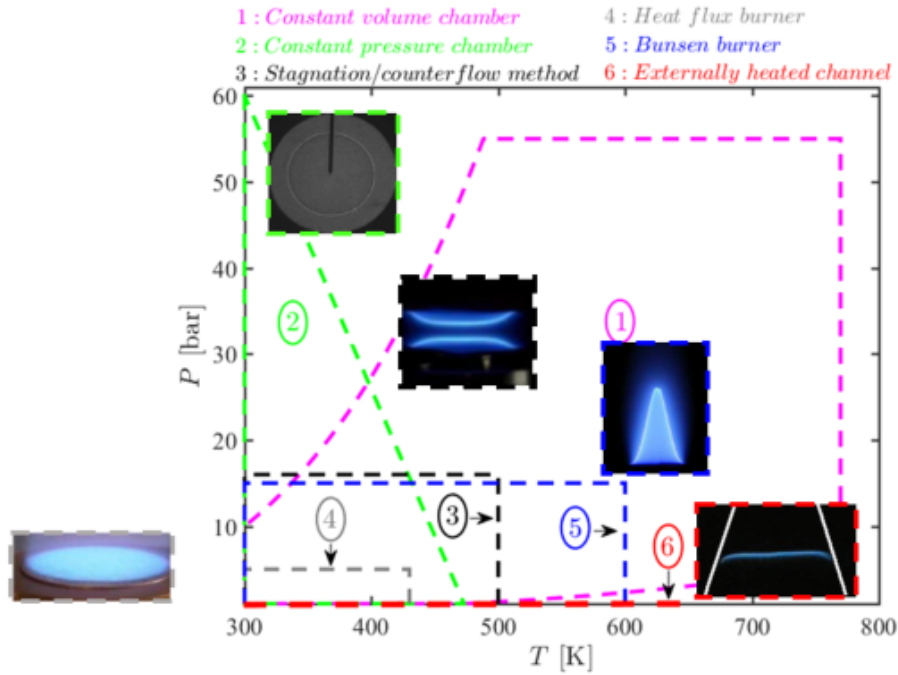 1 : Constant volume chamber
2 : Constant pressure chamber
3 : Stagnation/counterflow method
4 : Heat flux burner
5 : Bunsen burner
6 : Externally heated channel
60
50
40
30
20
10
P [bar]
2
1
4
3
5
6
300 400 500 600 700 800
T [K]